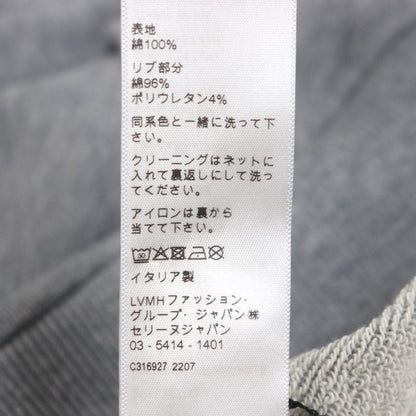 表地
綿100%
リブ部分
綿96%
ポリウレタン4%
同系色と一緒に洗って下
さい。
クリーニングはネットに
入れて裏返しにして洗っ
てください。
アイロンは裏から
当てて下さい。
30
イタリア製
LVMHファッション・
グループ・ジャパン㈱
セリーヌジャパン
03 - 5414 - 1401
C316927 2207